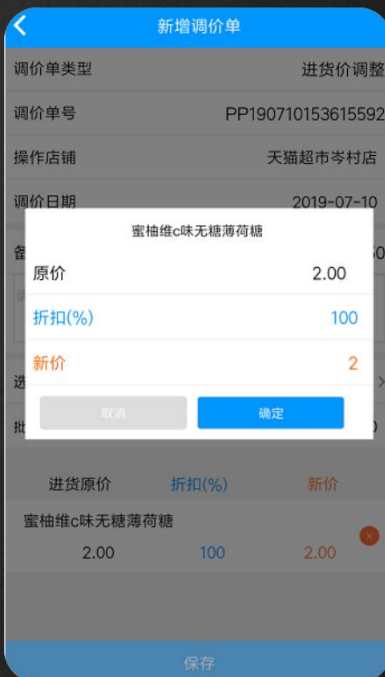 新增调价单
调价单类型 进货价调整
调价单号 PP190710153615592
操作店铺 天猫超市岑村店
调价日期 2019-07-10
蜜柚维c味无糖薄荷糖
原价 2.00
折扣(%) 100
新价 2
取消 确定
进货原价 折扣(%) 新价
蜜柚维c味无糖薄荷糖
2.00 100 2.00
保存